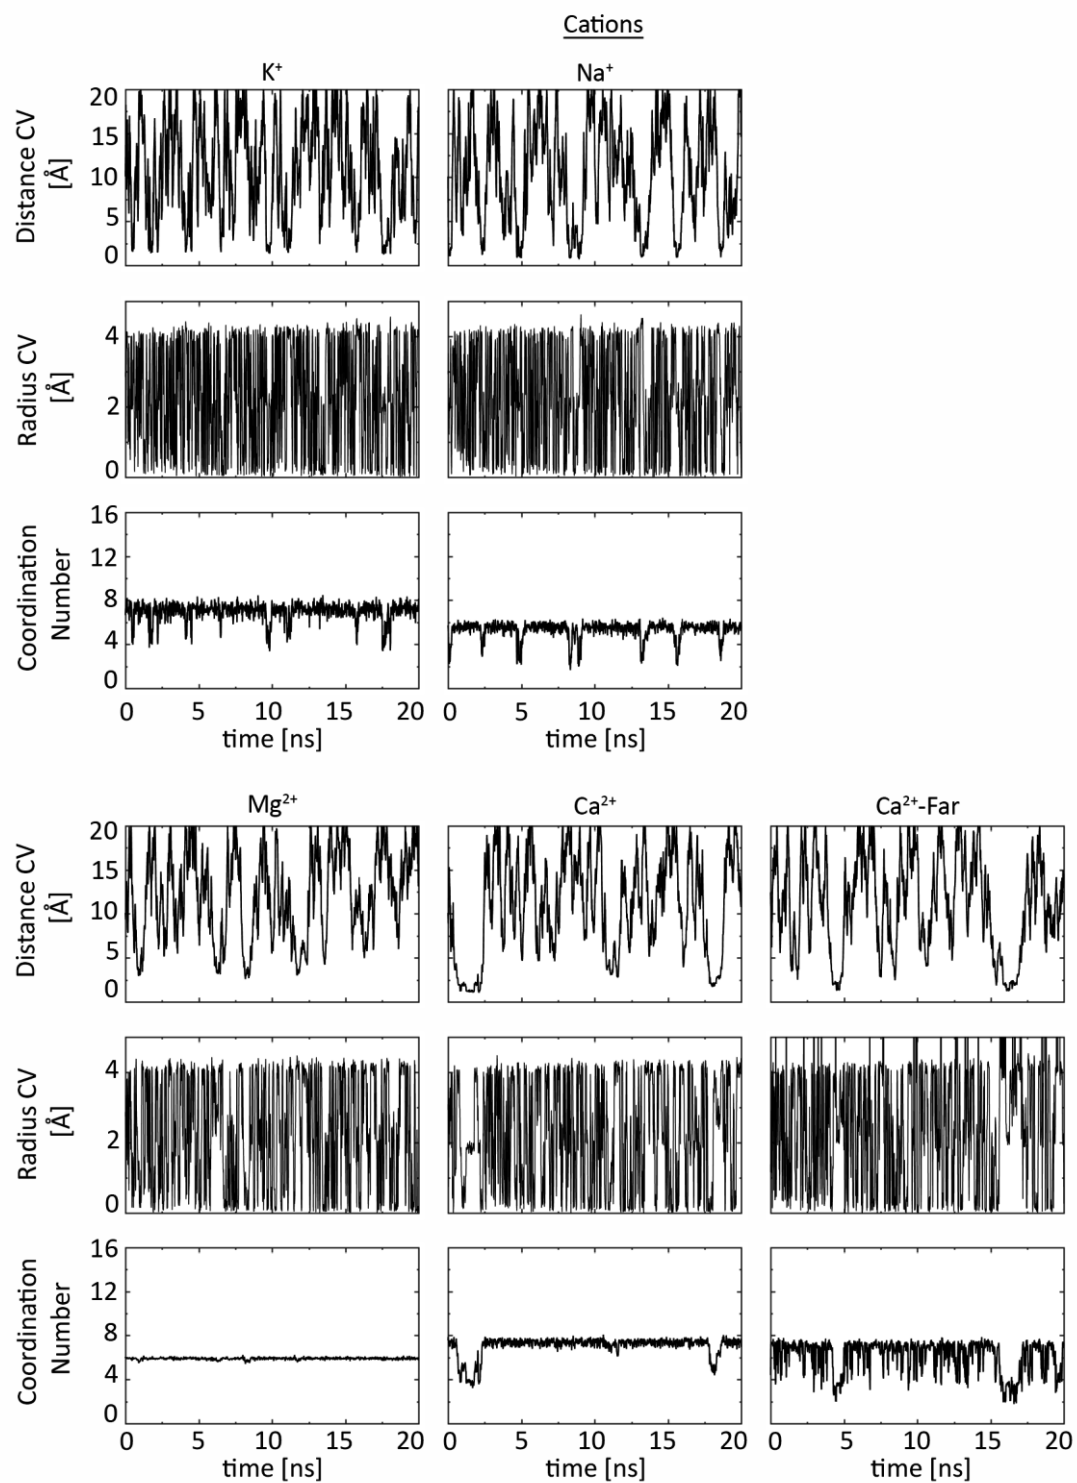 Cations
K⁺ Na⁺
Distance CV [Å]
20
15
10
5
0
Radius CV [Å]
4
2
0
Coordination Number
16
12
8
4
0
0 5 10 15 20 0 5 10 15 20
time [ns] time [ns]
Mg²⁺ Ca²⁺ Ca²⁺-Far
Distance CV [Å]
20
15
10
5
0
Radius CV [Å]
4
2
0
Coordination Number
16
12
8
4
0
0 5 10 15 20 0 5 10 15 20 0 5 10 15 20
time [ns] time [ns] time [ns]